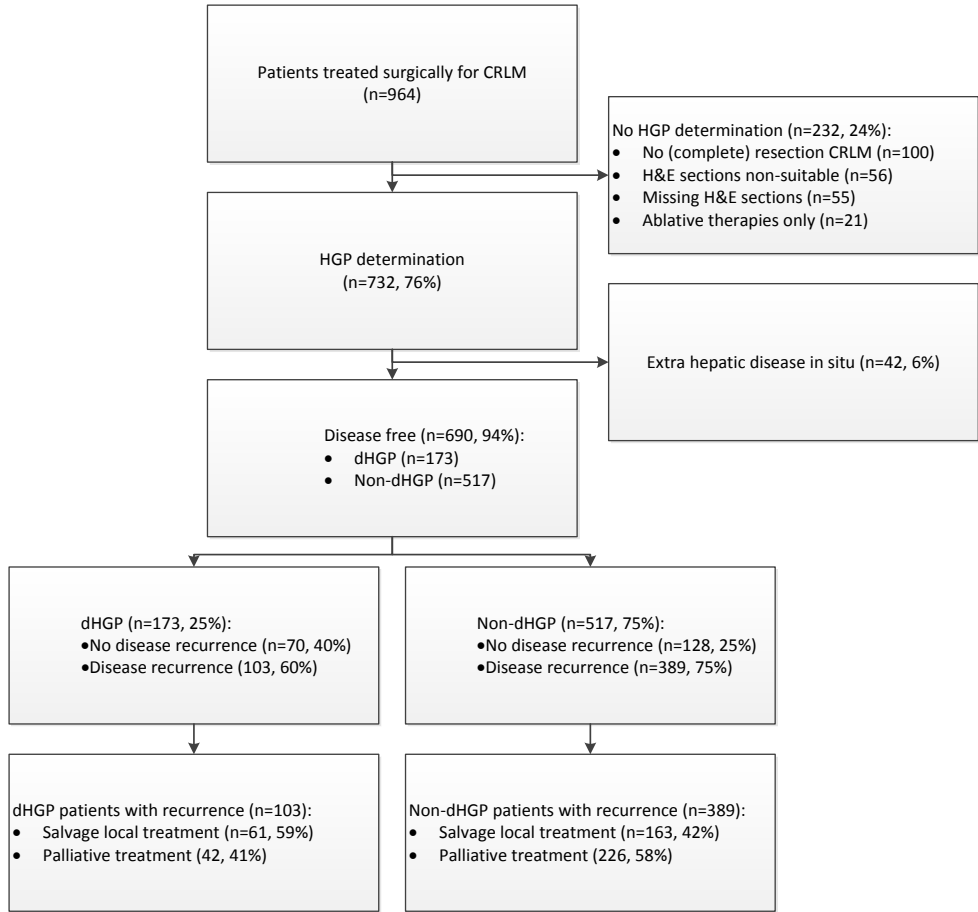 Patients treated surgically for CRLM
(n=964)
No HGP determination (n=232, 24%):
• No (complete) resection CRLM (n=100)
• H&E sections non-suitable (n=56)
• Missing H&E sections (n=55)
• Ablative therapies only (n=21)
HGP determination
(n=732, 76%)
Extra hepatic disease in situ (n=42, 6%)
Disease free (n=690, 94%):
• dHGP (n=173)
• Non-dHGP (n=517)
dHGP (n=173, 25%):
•No disease recurrence (n=70, 40%)
•Disease recurrence (103, 60%)
Non-dHGP (n=517, 75%):
•No disease recurrence (n=128, 25%)
•Disease recurrence (n=389, 75%)
dHGP patients with recurrence (n=103):
• Salvage local treatment (n=61, 59%)
• Palliative treatment (42, 41%)
Non-dHGP patients with recurrence (n=389):
• Salvage local treatment (n=163, 42%)
• Palliative treatment (226, 58%)